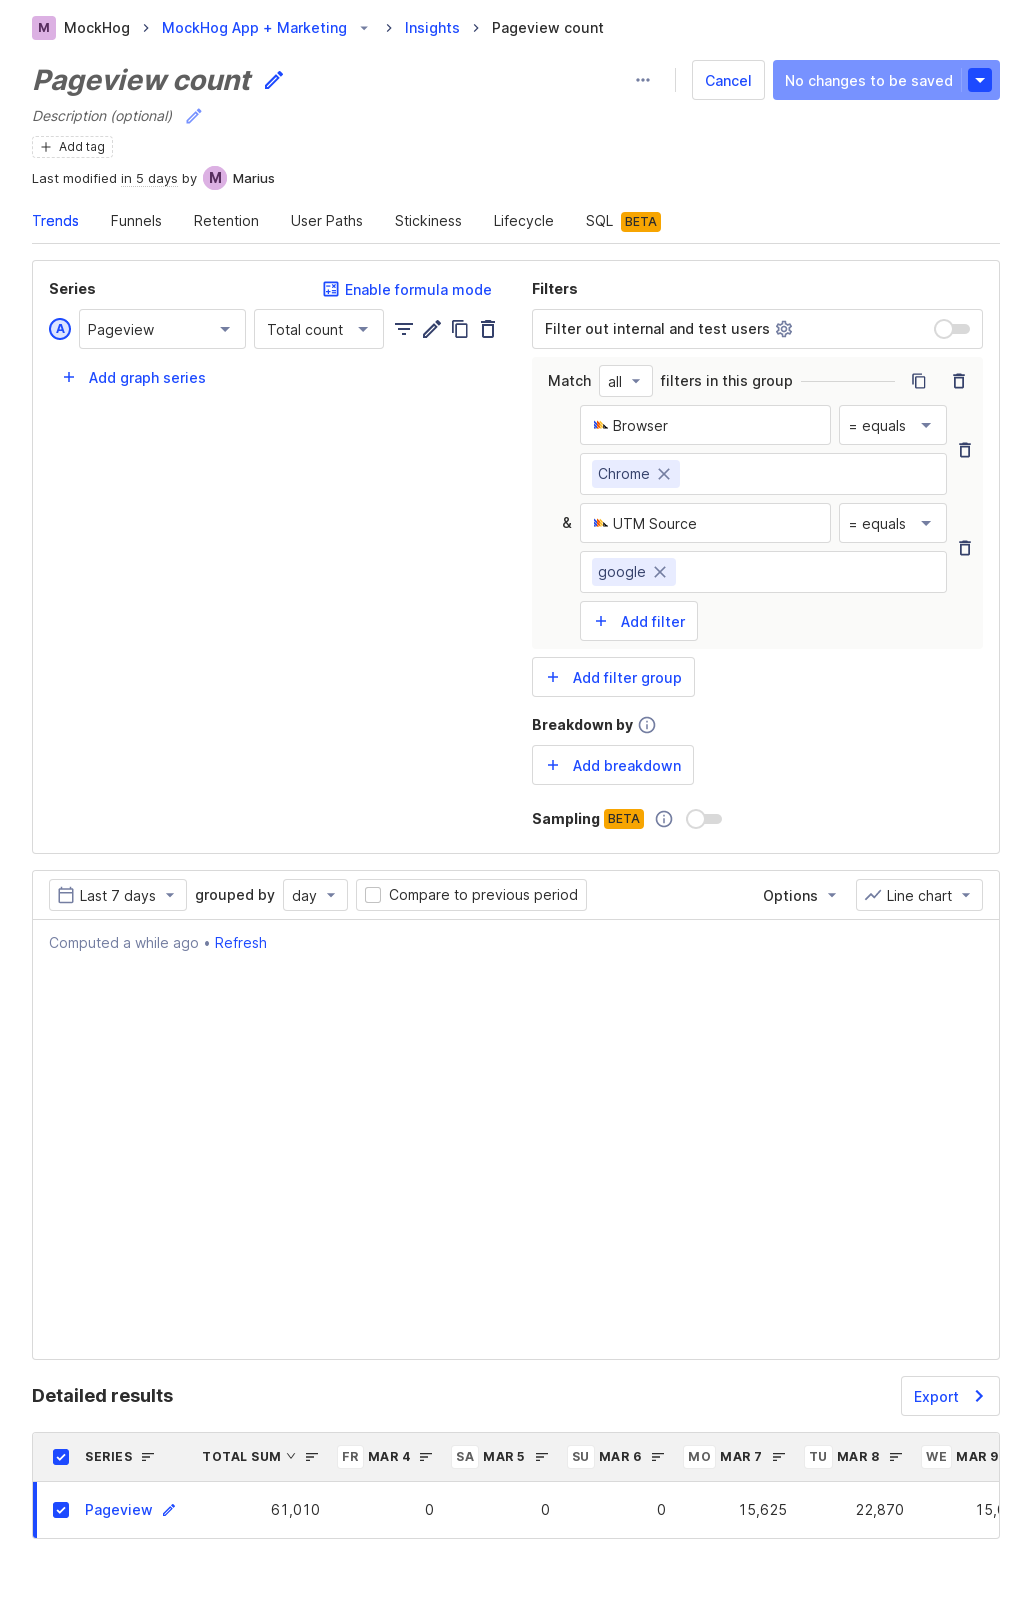 M MockHog MockHog App + Marketing Insights Pageview count
Pageview count
Cancel No changes to be saved
Description (optional)
Add tag
Last modified in 5 days by M Marius
Trends Funnels Retention User Paths Stickiness Lifecycle SQL BETA
Series Enable formula mode
A Pageview Total count
Add graph series
Filters
Filter out internal and test users
Match all filters in this group
Browser = equals
Chrome
& UTM Source = equals
google
Add filter
Add filter group
Breakdown by
Add breakdown
Sampling BETA
Last 7 days grouped by day Compare to previous period Options Line chart
Computed a while ago • Refresh
Detailed results Export
SERIES TOTAL SUM FR MAR 4 SA MAR 5 SU MAR 6 MO MAR 7 TU MAR 8 WE MAR 9
Pageview 61,010 0 0 0 15,625 22,870